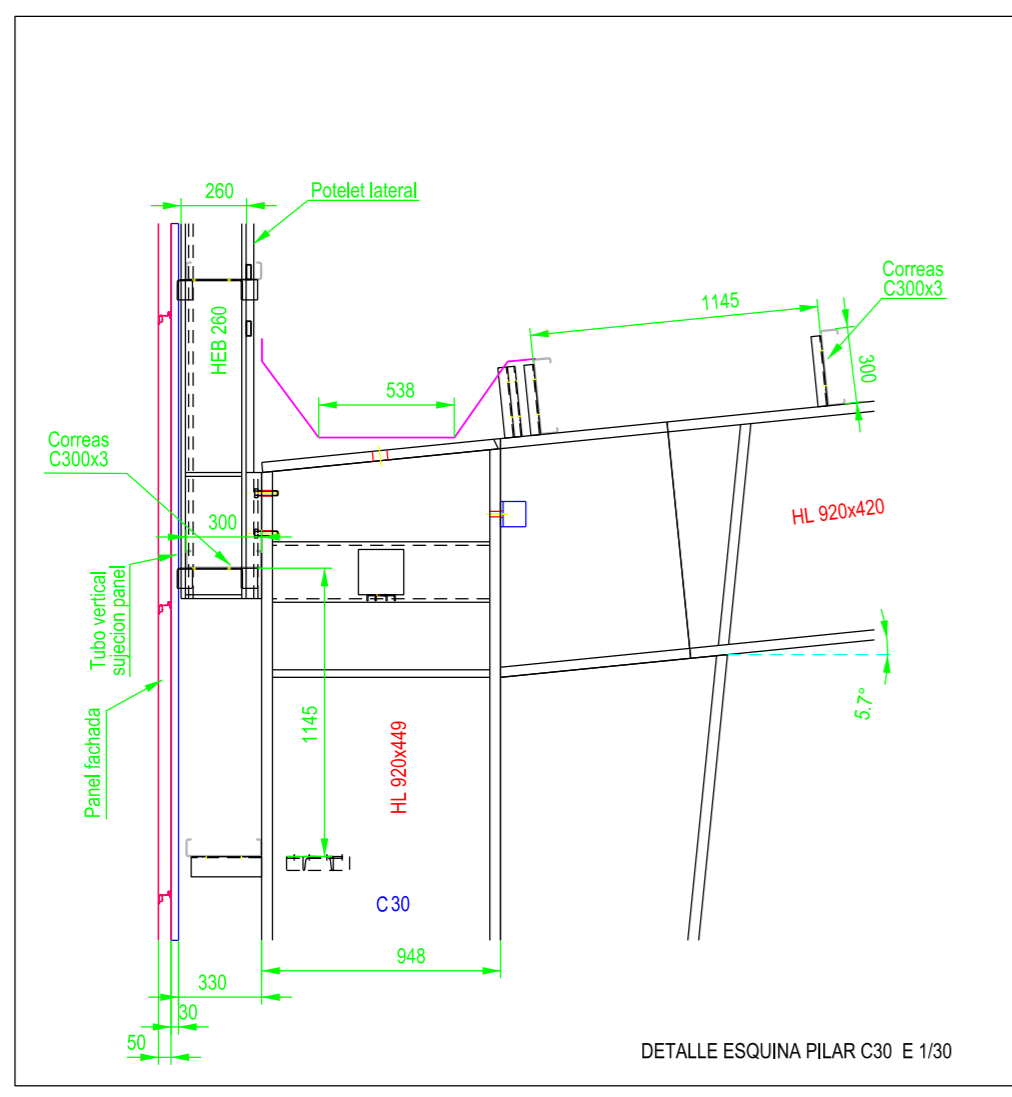 260
Potelet lateral
Correas
C300x3
1145
300
HEB 260
538
Correas
C300x3
HL 920x420
300
Tubo vertical
sujecion panel
5.7°
Panel fachada
1145
HL 920x449
C 30
948
330
30
50
DETALLE ESQUINA PILAR C30 E 1/30